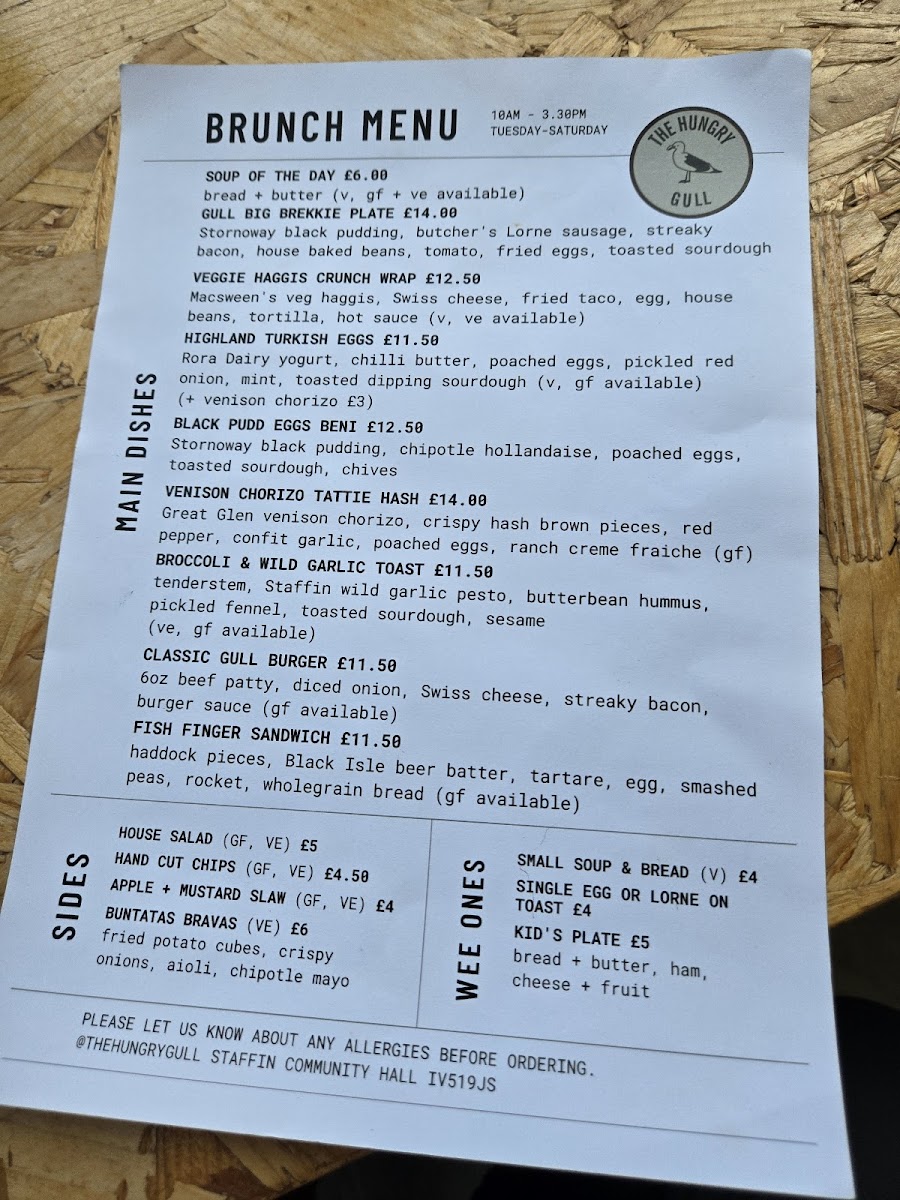 BRUNCH MENU
10AM - 3.30PM
TUESDAY-SATURDAY
THE HUNGRY
GULL
MAIN DISHES
SOUP OF THE DAY £6.00
bread + butter (v, gf + ve available)
GULL BIG BREKKIE PLATE £14.00
Stornoway black pudding, butcher's Lorne sausage, streaky
bacon, house baked beans, tomato, fried eggs, toasted sourdough
VEGGIE HAGGIS CRUNCH WRAP £12.50
Macsween's veg haggis, Swiss cheese, fried taco, egg, house
beans, tortilla, hot sauce (v, ve available)
HIGHLAND TURKISH EGGS £11.50
Rora Dairy yogurt, chilli butter, poached eggs, pickled red
onion, mint, toasted dipping sourdough (v, gf available)
(+ venison chorizo £3)
BLACK PUDD EGGS BENI £12.50
Stornoway black pudding, chipotle hollandaise, poached eggs,
toasted sourdough, chives
VENISON CHORIZO TATTIE HASH £14.00
Great Glen venison chorizo, crispy hash brown pieces, red
pepper, confit garlic, poached eggs, ranch creme fraiche (gf)
BROCCOLI & WILD GARLIC TOAST £11.50
tenderstem, Staffin wild garlic pesto, butterbean hummus,
pickled fennel, toasted sourdough, sesame
(ve, gf available)
CLASSIC GULL BURGER £11.50
6oz beef patty, diced onion, Swiss cheese, streaky bacon,
burger sauce (gf available)
FISH FINGER SANDWICH £11.50
haddock pieces, Black Isle beer batter, tartare, egg, smashed
peas, rocket, wholegrain bread (gf available)
SIDES
HOUSE SALAD (GF, VE) £5
HAND CUT CHIPS (GF, VE) £4.50
APPLE + MUSTARD SLAW (GF, VE) £4
BUNTATAS BRAVAS (VE) £6
fried potato cubes, crispy
onions, aioli, chipotle mayo
WEE ONES
SMALL SOUP & BREAD (V) £4
SINGLE EGG OR LORNE ON
TOAST £4
KID'S PLATE £5
bread + butter, ham,
cheese + fruit
PLEASE LET US KNOW ABOUT ANY ALLERGIES BEFORE ORDERING.
@THEHUNGRYGULL STAFFIN COMMUNITY HALL IV519JS